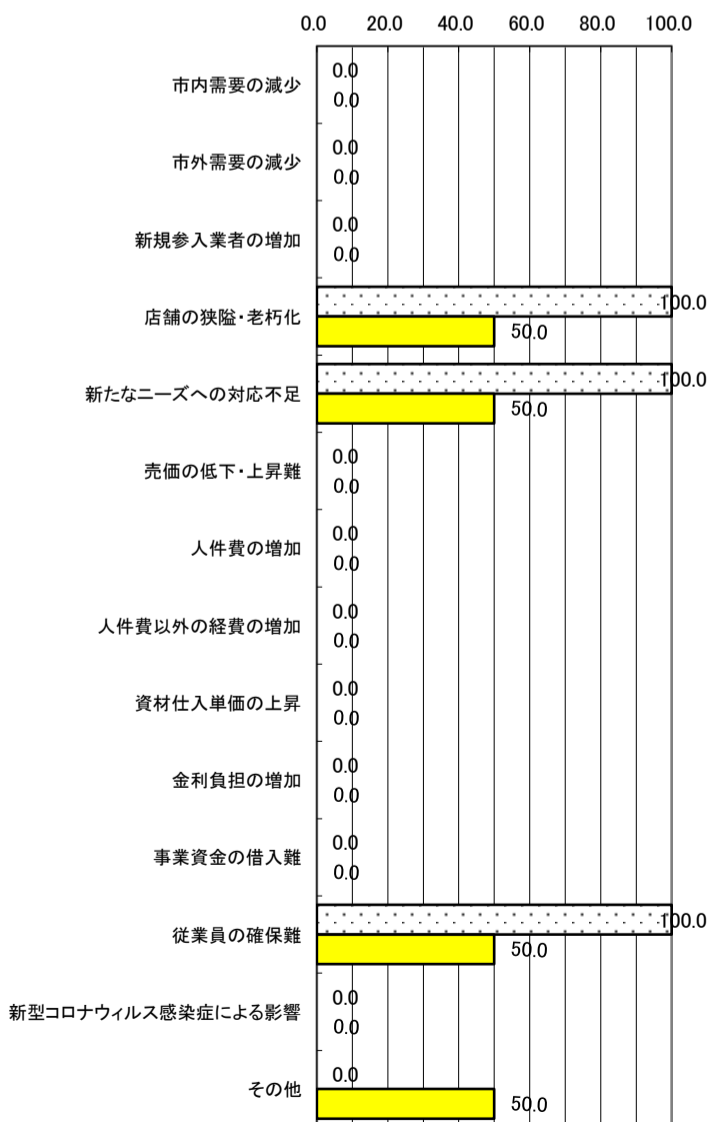 0.0 20.0 40.0 60.0 80.0 100.0
市内需要の減少
0.0
0.0
市外需要の減少
0.0
0.0
新規参入業者の増加
0.0
0.0
店舗の狭隘・老朽化
100.0
50.0
新たなニーズへの対応不足
100.0
50.0
売価の低下・上昇難
0.0
0.0
人件費の増加
0.0
0.0
人件費以外の経費の増加
0.0
0.0
資材仕入単価の上昇
0.0
0.0
金利負担の増加
0.0
0.0
事業資金の借入難
0.0
0.0
従業員の確保難
100.0
50.0
新型コロナウィルス感染症による影響
0.0
0.0
その他
0.0
50.0